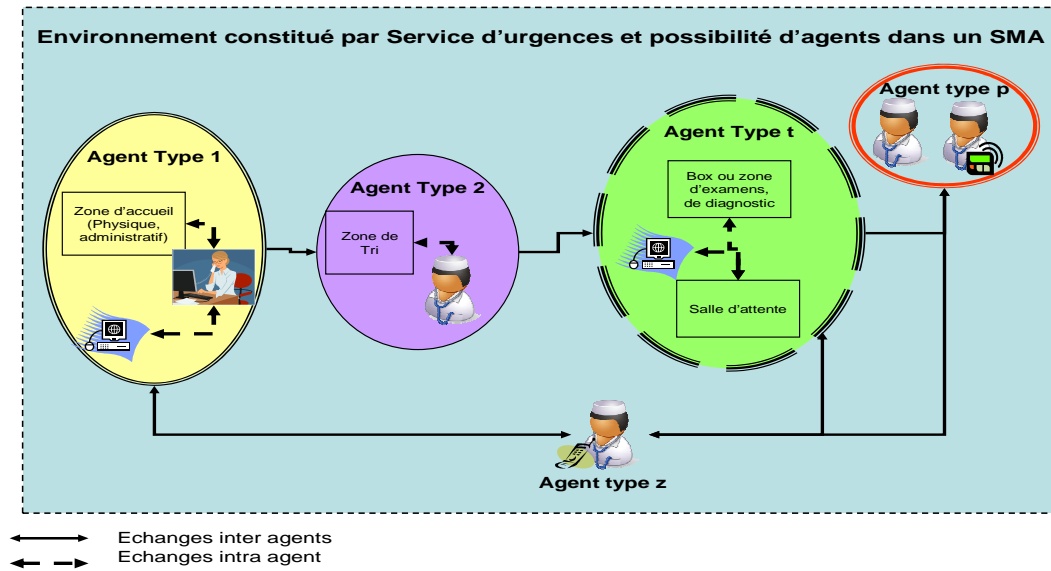 Environnement constitué par Service d'urgences et possibilité d'agents dans un SMA
Agent type p
Agent Type 1
Zone d'accueil
(Physique,
administratif)
Agent Type 2
Zone de
Tri
Agent Type t
Box ou zone
d'examens,
de diagnostic
Salle d'attente
Agent type z
Echanges inter agents
Echanges intra agent